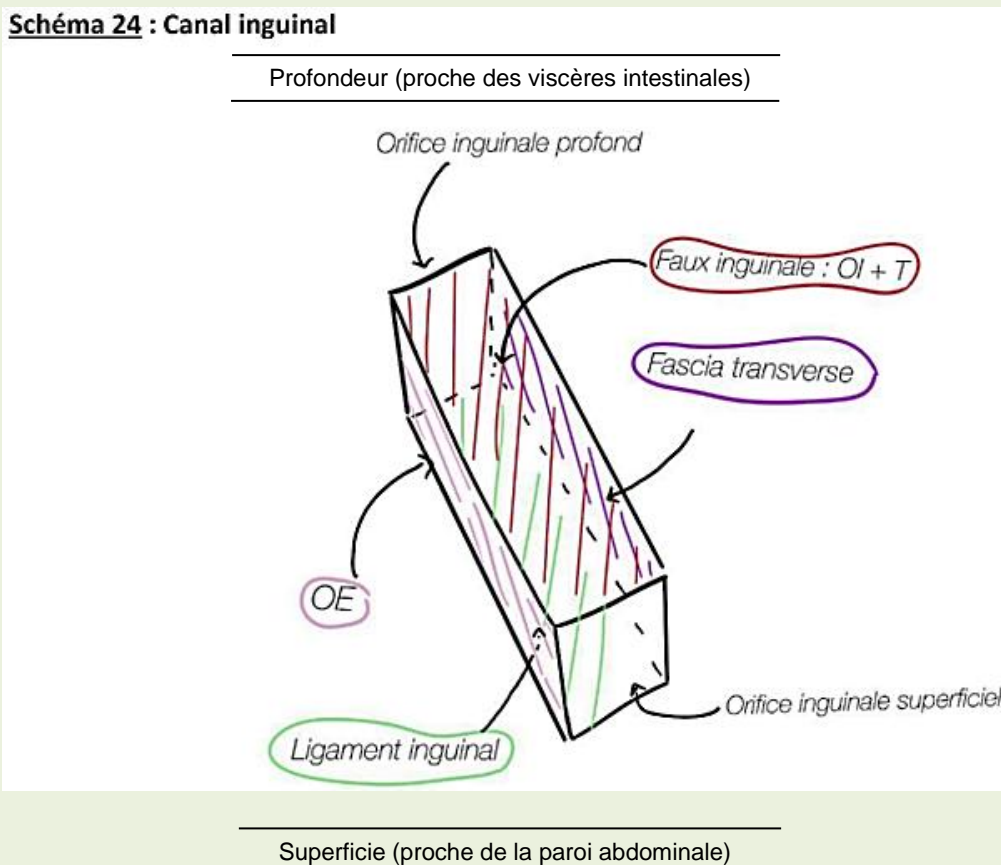 Schéma 24 : Canal inguinal
Profondeur (proche des viscères intestinales)
Orifice inguinale profond
Faux inguinale : OI + T
Fascia transverse
OE
Orifice inguinale superficiel
Ligament inguinal
Superficie (proche de la paroi abdominale)